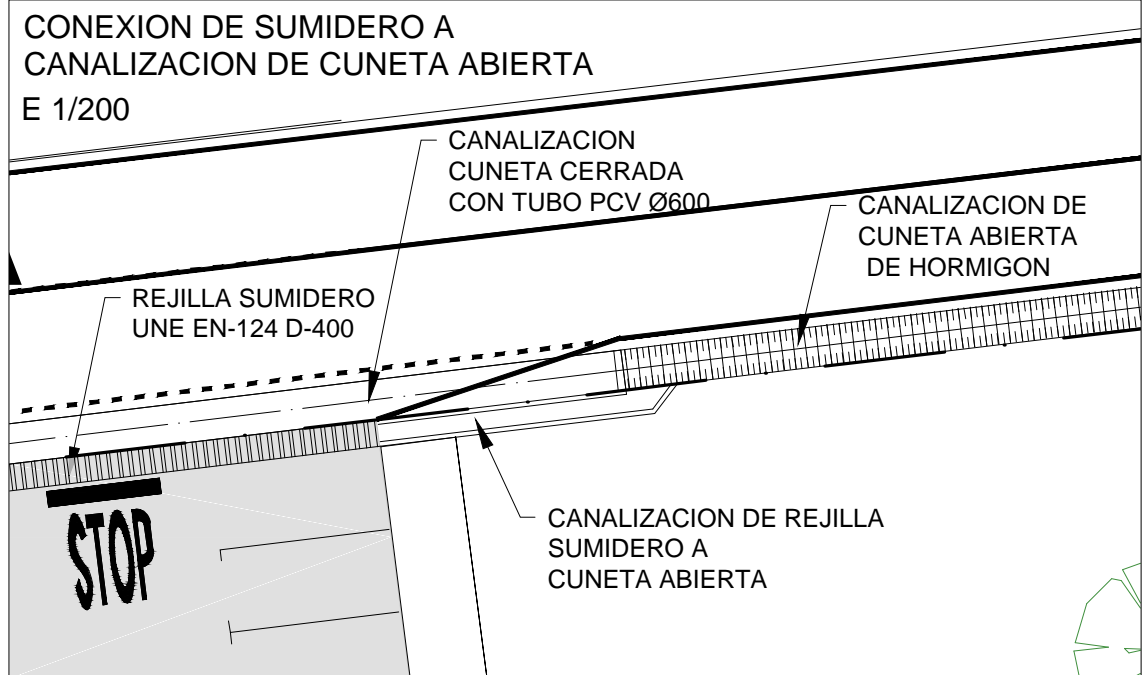 CONEXION DE SUMIDERO A
CANALIZACION DE CUNETA ABIERTA
E 1/200
CANALIZACION
CUNETA CERRADA
CON TUBO PCV Ø600
CANALIZACION DE
CUNETA ABIERTA
DE HORMIGON
REJILLA SUMIDERO
UNE EN-124 D-400
STOP
CANALIZACION DE REJILLA
SUMIDERO A
CUNETA ABIERTA